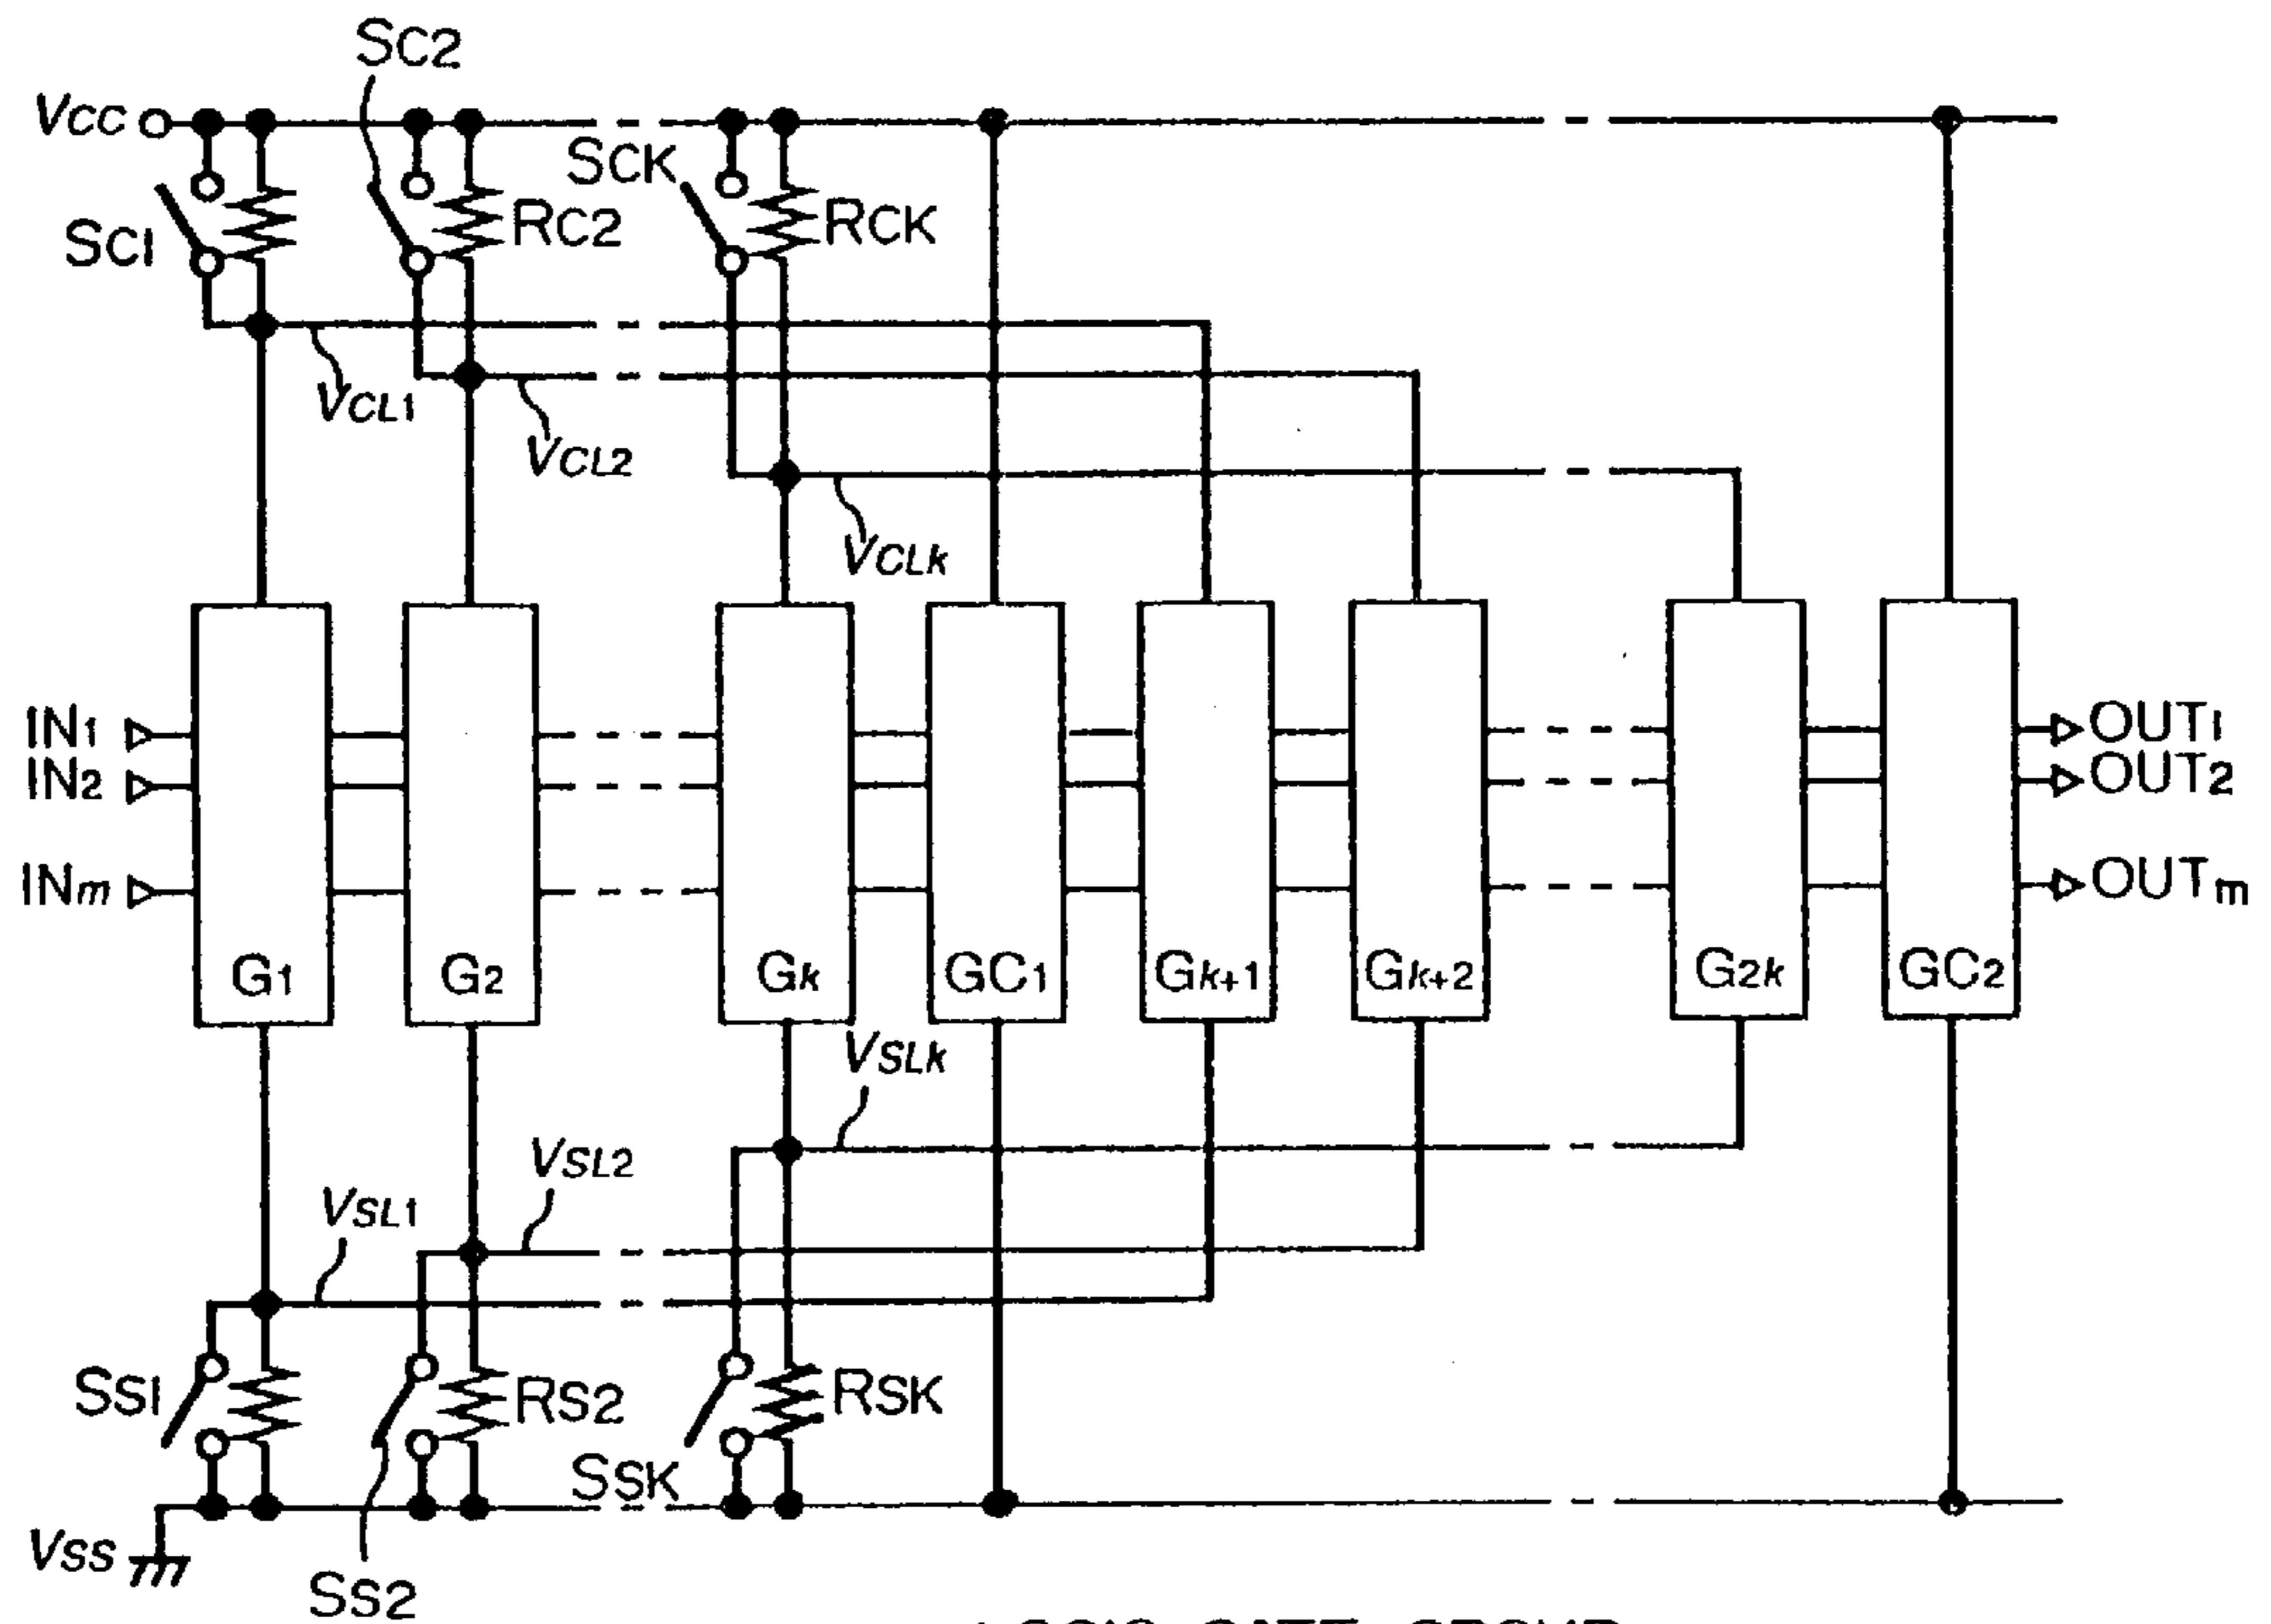 SC2
VCC
SCK
SC1
RC2
RCK
VCL1
VCL2
VCLk
IN1
IN2
INm
OUT1
OUT2
OUTm
G1
G2
Gk
GC1
Gk+1
Gk+2
G2k
GC2
VSLk
VSL2
VSL1
SS1
RS2
RSK
SSK
VSS
SS2